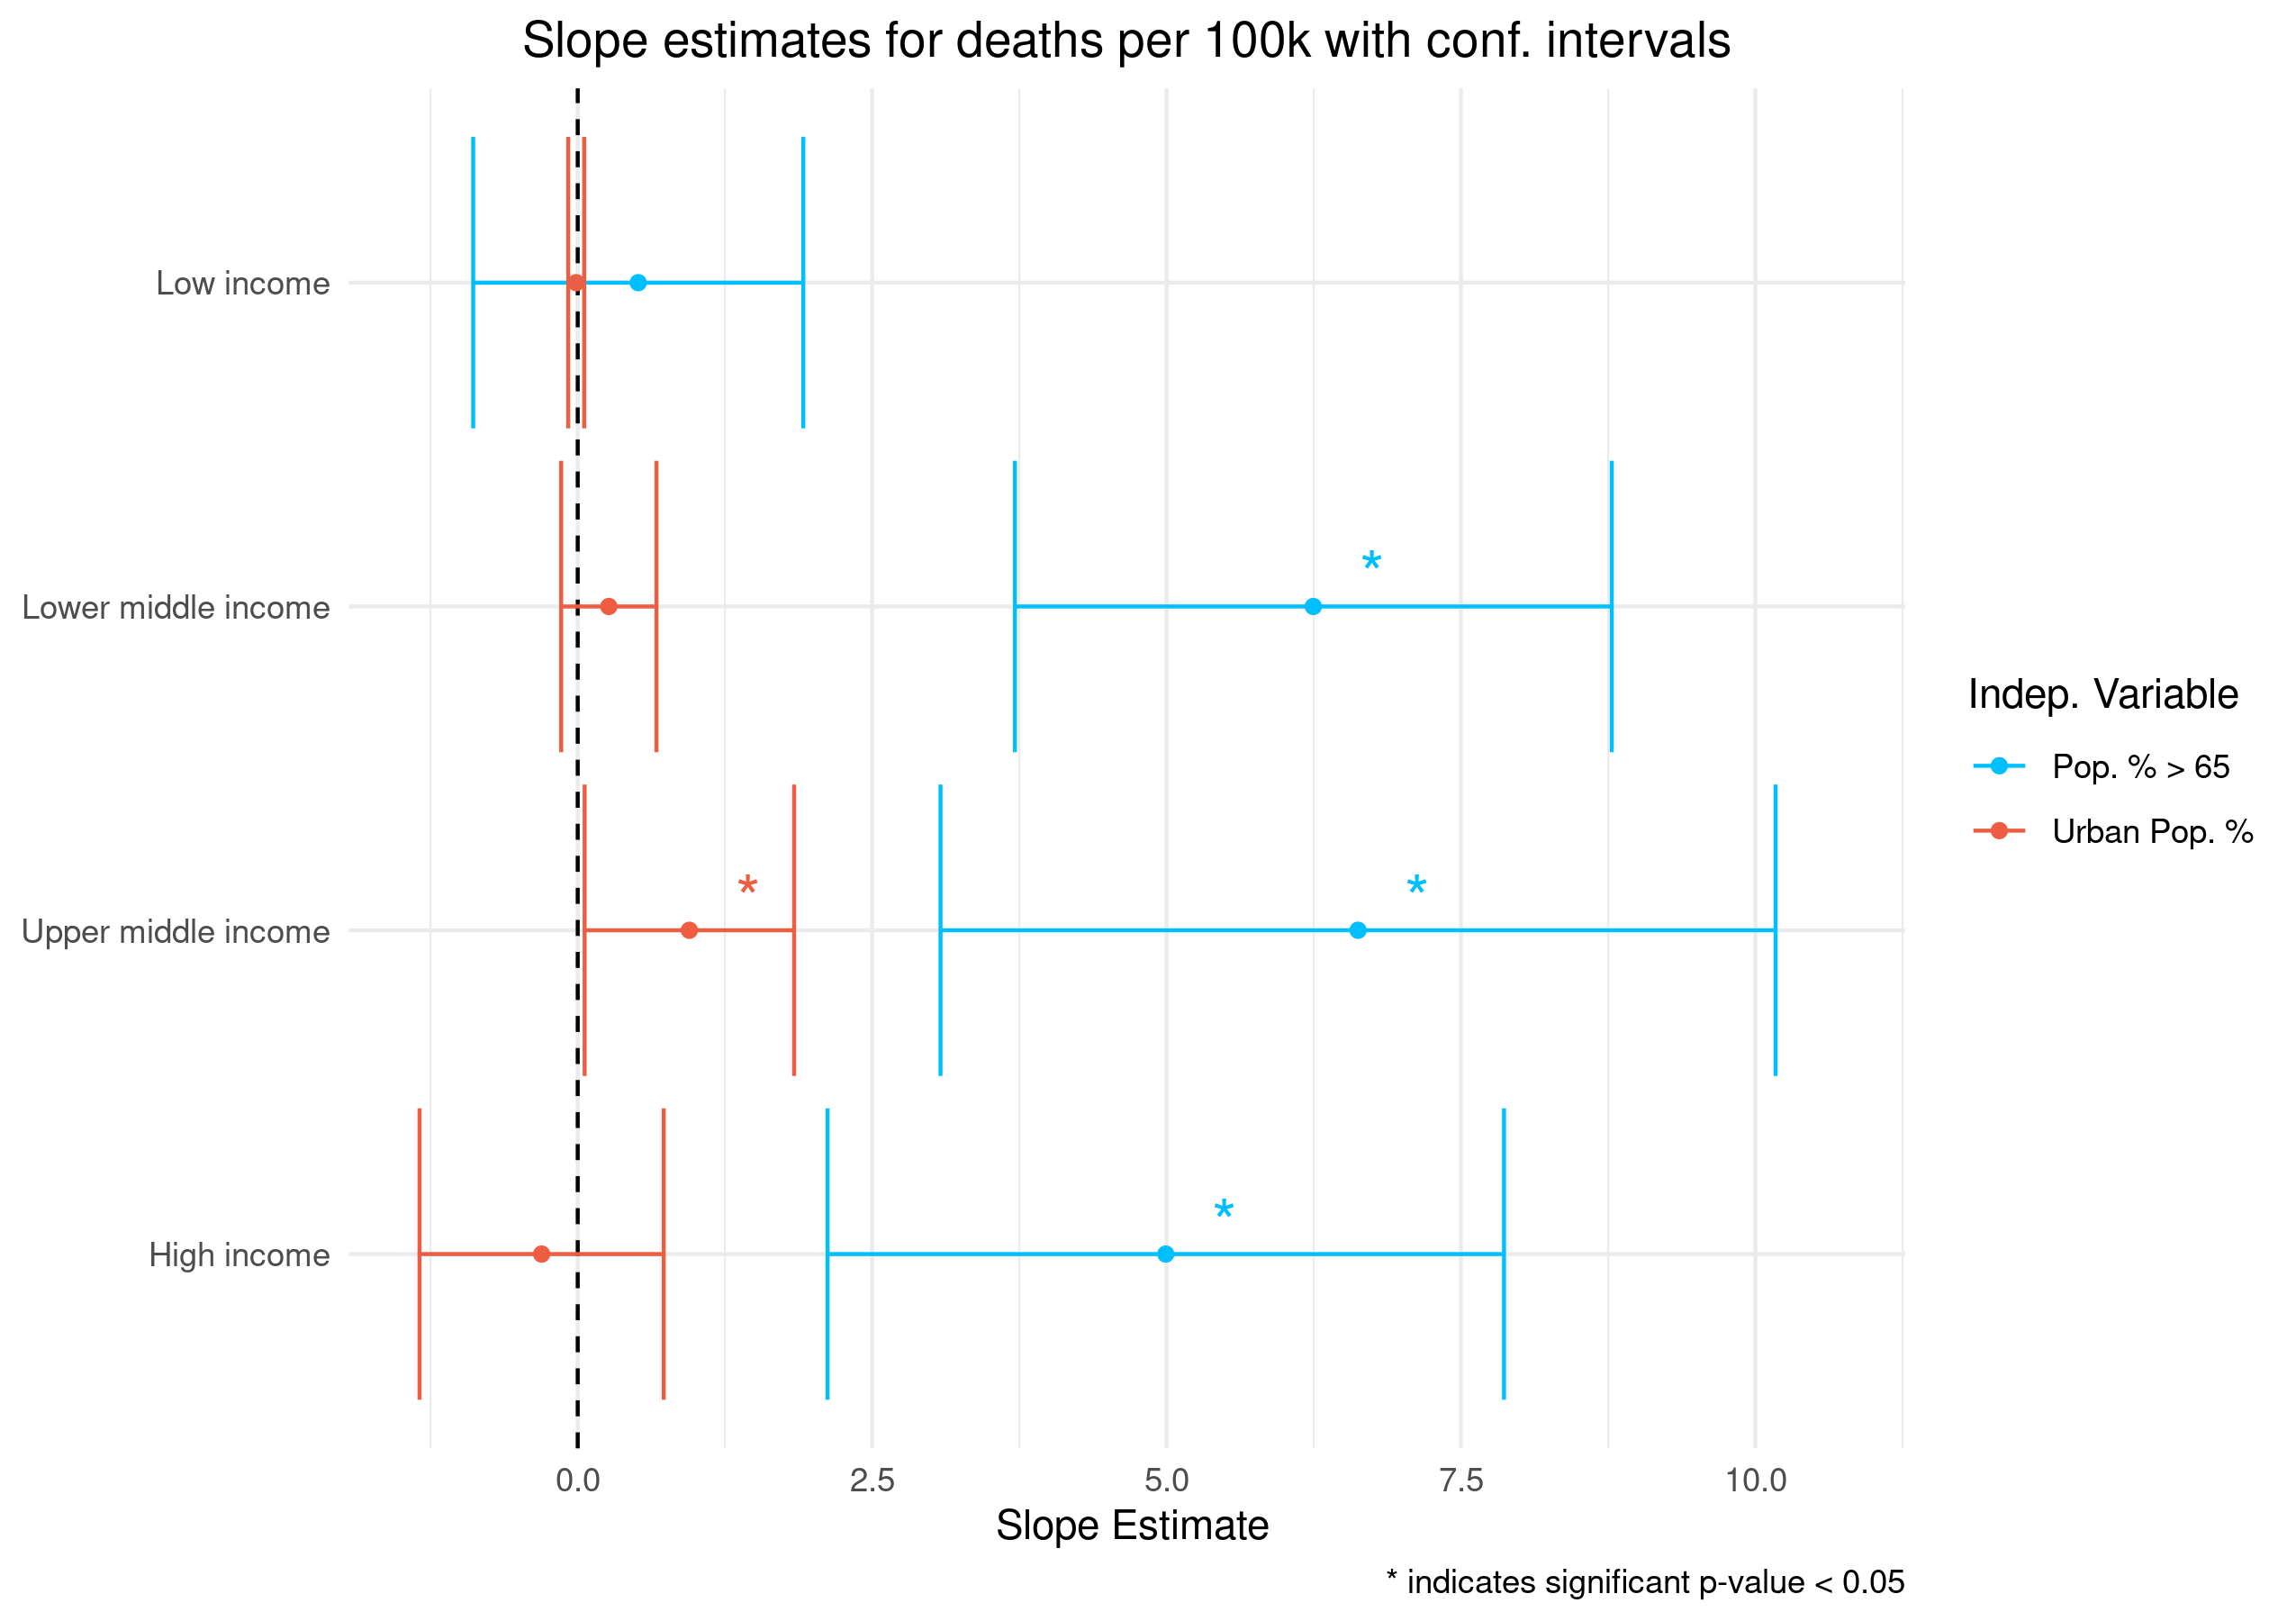 Slope estimates for deaths per 100k with conf. intervals
Low income
*
Lower middle income
* *
Upper middle income
*
High income
Indep. Variable
Pop. % > 65
Urban Pop. %
0.0 2.5 5.0 7.5 10.0
Slope Estimate
* indicates significant p-value < 0.05